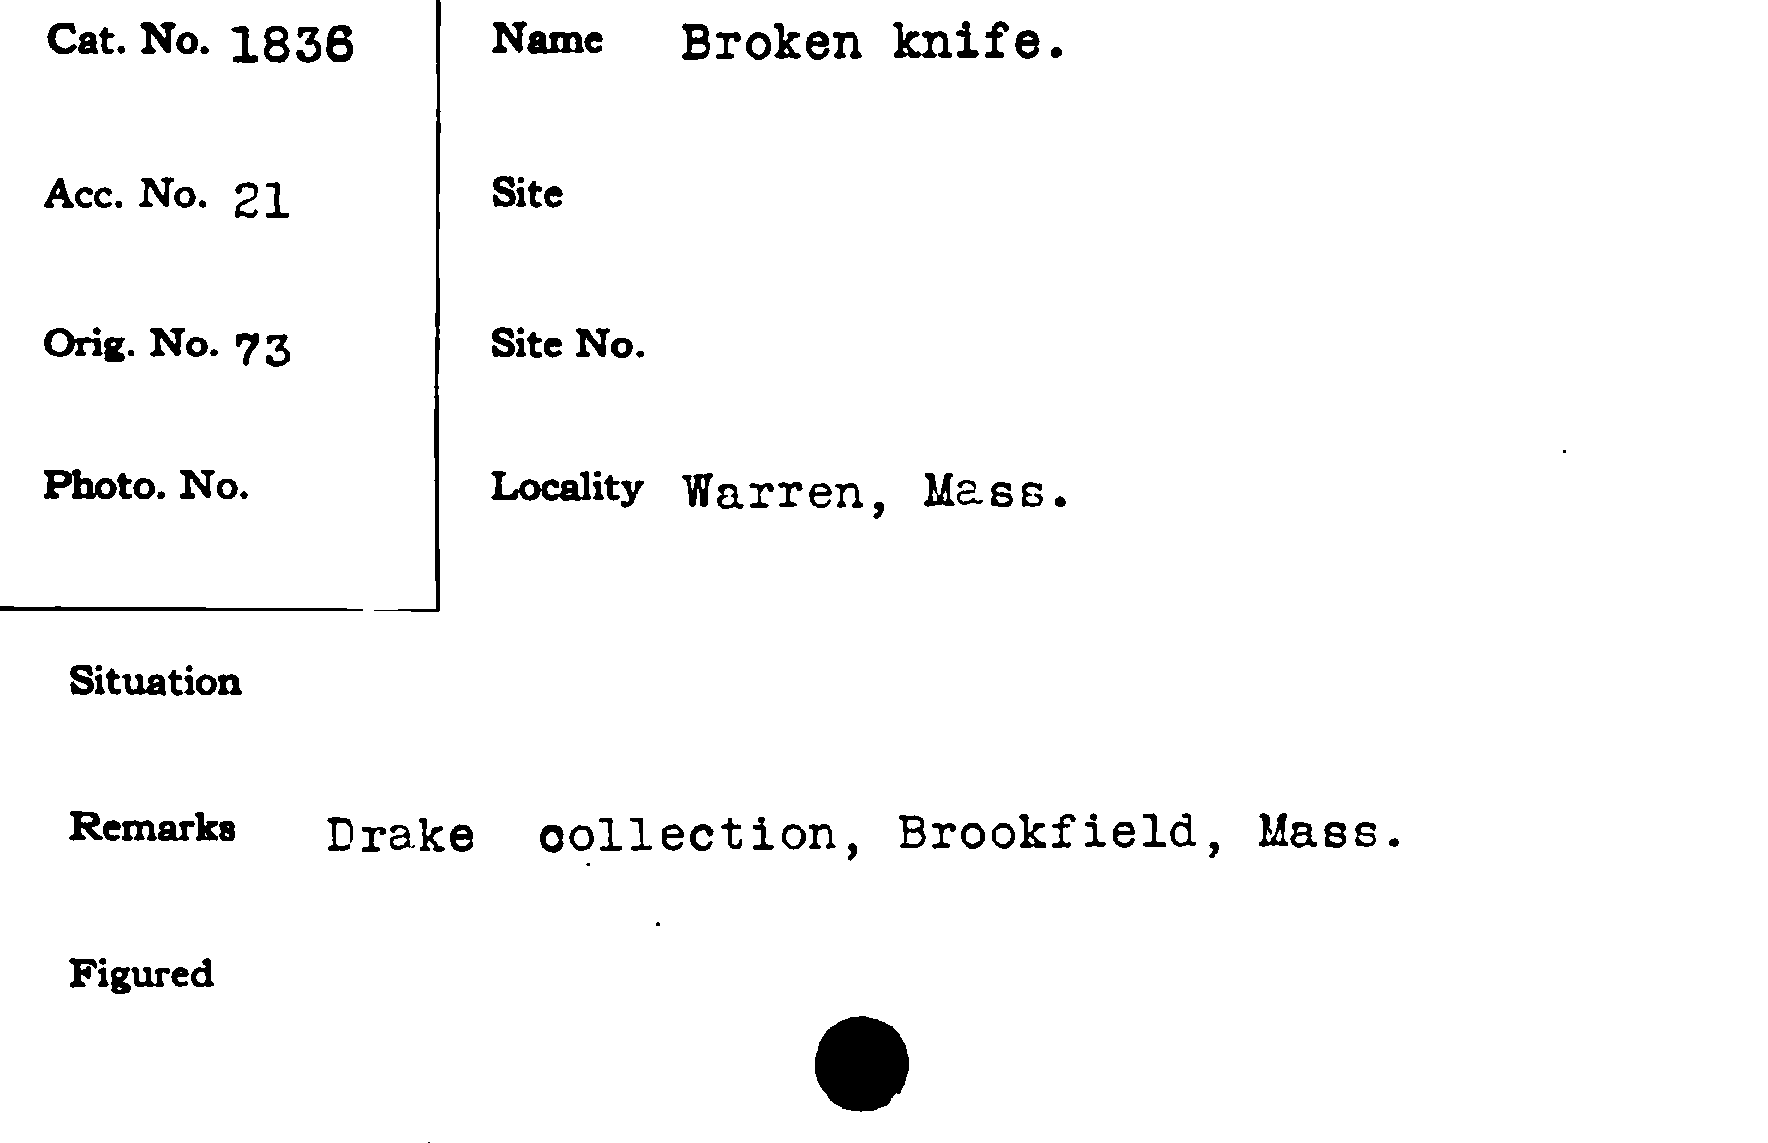 Cat. No. 1836
Name Broken knife.
Acc. No. 21
Site
Orig. No. 73
Site No.
Photo. No.
Locality Warren, Mass.
Situation
Remarks Drake collection, Brookfield, Mass.
Figured